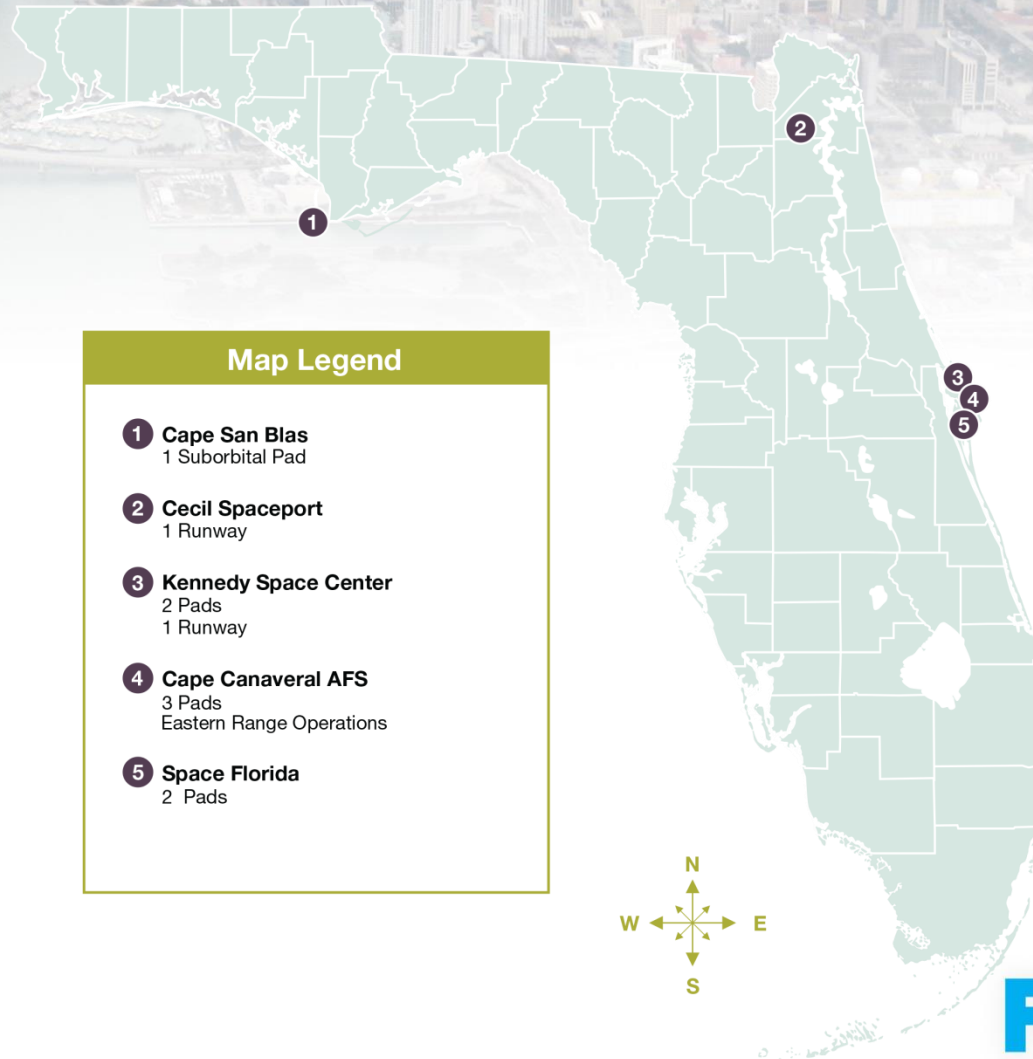 2
1
3
4
5
Map Legend
1 Cape San Blas
1 Suborbital Pad
2 Cecil Spaceport
1 Runway
3 Kennedy Space Center
2 Pads
1 Runway
4 Cape Canaveral AFS
3 Pads
Eastern Range Operations
5 Space Florida
2 Pads
N
W E
S